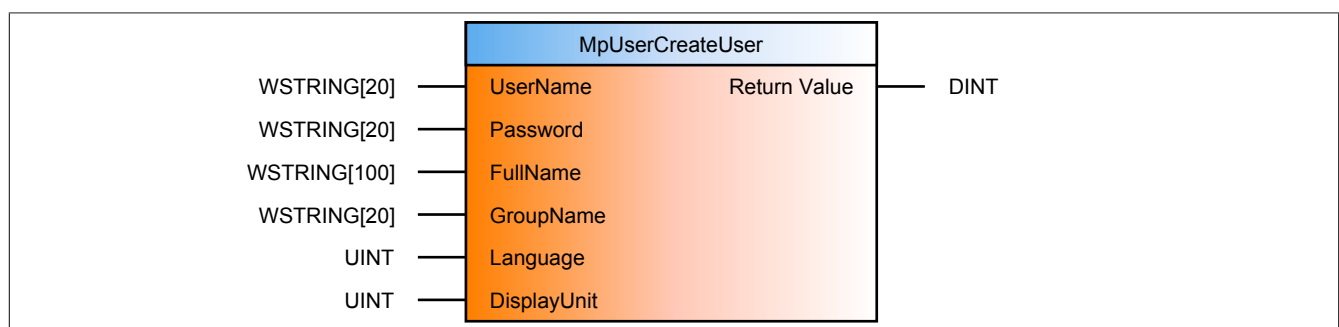 MpUserCreateUser
WSTRING[20] UserName Return Value DINT
WSTRING[20] Password
WSTRING[100] FullName
WSTRING[20] GroupName
UINT Language
UINT DisplayUnit